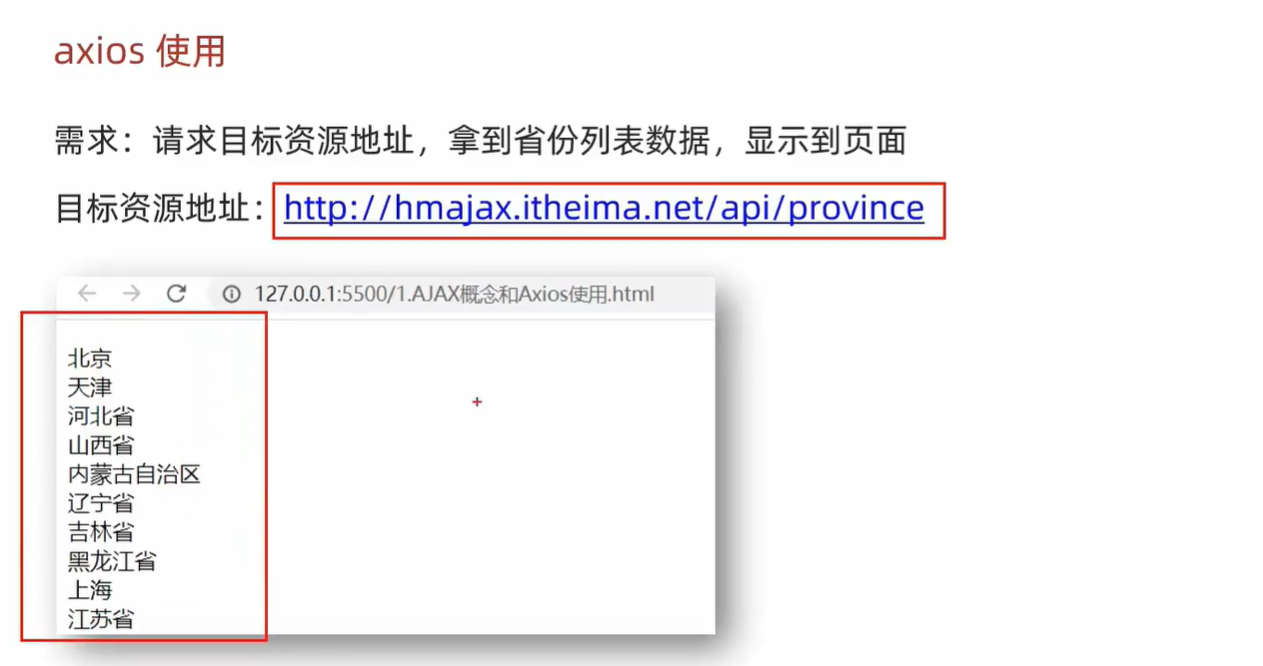 axios 使用
需求：请求目标资源地址，拿到省份列表数据，显示到页面
目标资源地址：http://hmajax.itheima.net/api/province
127.0.0.1:5500/1.AJAX概念和Axios使用.html
北京
天津
河北省
山西省
内蒙古自治区
辽宁省
吉林省
黑龙江省
上海
江苏省